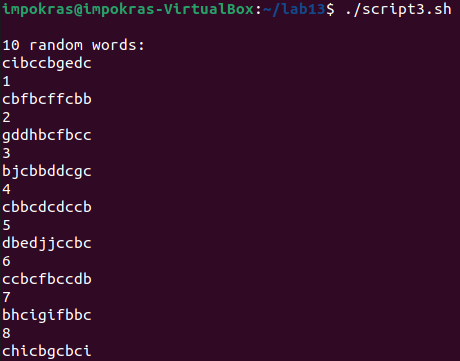 impokras@impokras-VirtualBox:~/lab13$ ./script3.sh
10 random words:
cibccbgedc
1
cbfbcffcbb
2
gddhbcfbcc
3
bjcbbddcgc
4
cbbcdcdccb
5
dbedjjccbc
6
ccbcfbccdb
7
bhcigifbbc
8
chicbgcbci